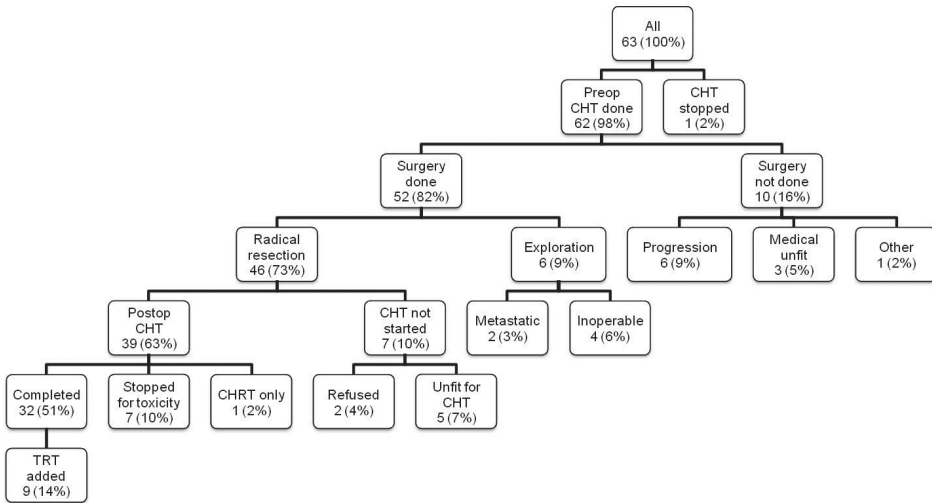 All
63 (100%)
Preop
CHT done
62 (98%)
CHT
stopped
1 (2%)
Surgery
done
52 (82%)
Surgery
not done
10 (16%)
Radical
resection
46 (73%)
Exploration
6 (9%)
Progression
6 (9%)
Medical
unfit
3 (5%)
Other
1 (2%)
Postop
CHT
39 (63%)
CHT not
started
7 (10%)
Metastatic
2 (3%)
Inoperable
4 (6%)
Completed
32 (51%)
Stopped
for toxicity
7 (10%)
CHRT only
1 (2%)
Refused
2 (4%)
Unfit for
CHT
5 (7%)
TRT
added
9 (14%)